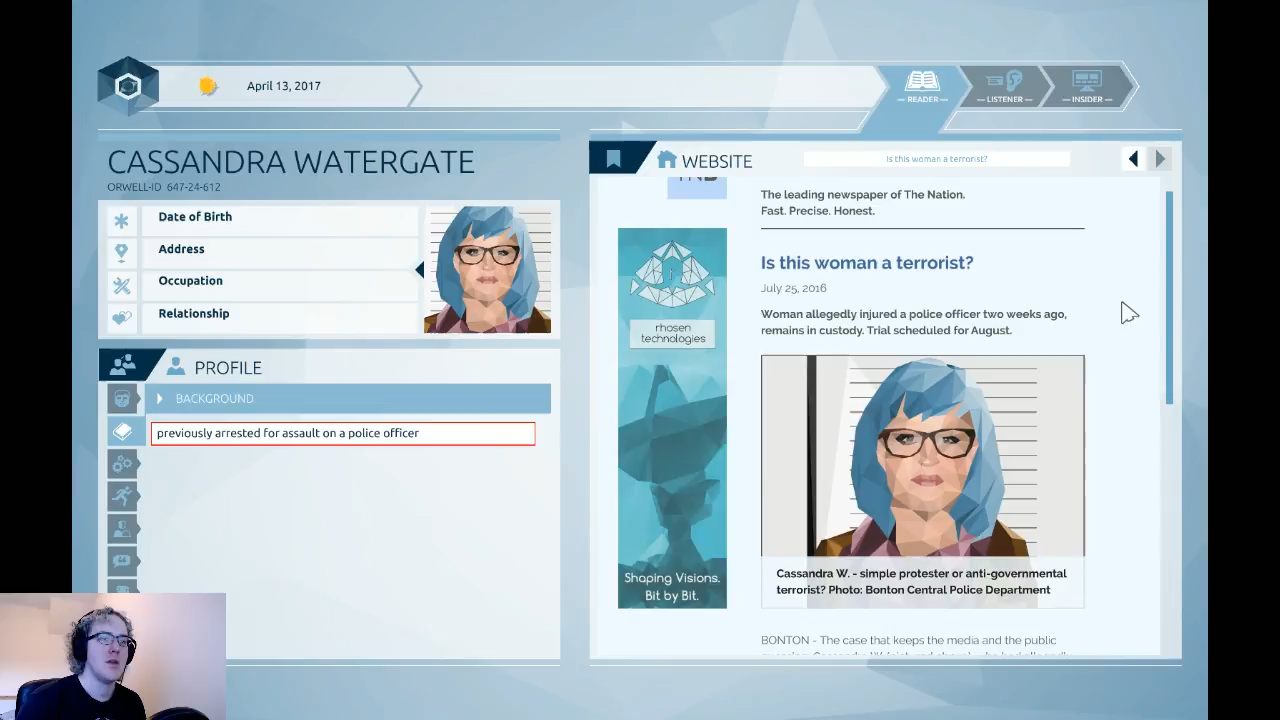 April 13, 2017
READER
LISTENER
INSIDER
CASSANDRA WATERGATE
ORWELL-ID 647-24-612
Date of Birth
Address
Occupation
Relationship
PROFILE
BACKGROUND
previously arrested for assault on a police officer
WEBSITE
Is this woman a terrorist?
The leading newspaper of The Nation.
Fast. Precise. Honest.
Is this woman a terrorist?
July 25, 2016
Woman allegedly injured a police officer two weeks ago,
remains in custody. Trial scheduled for August.
rhosen
technologies
Shaping Visions.
Bit by Bit.
Cassandra W. - simple protester or anti-governmental
terrorist? Photo: Bonton Central Police Department
BONTON - The case that keeps the media and the public